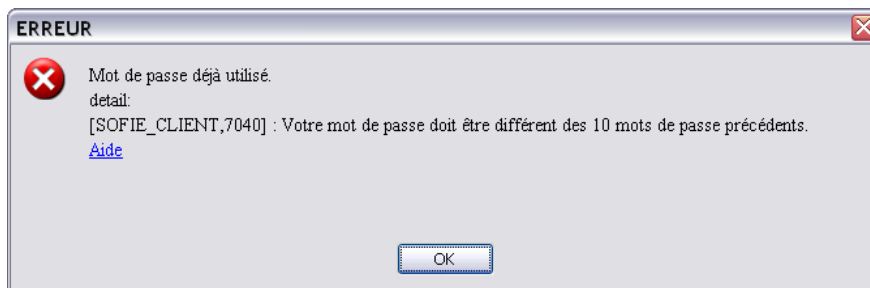 ERREUR
Mot de passe déjà utilisé.
detail:
[SOFIE_CLIENT,7040] : Votre mot de passe doit être différent des 10 mots de passe précédents.
Aide
OK